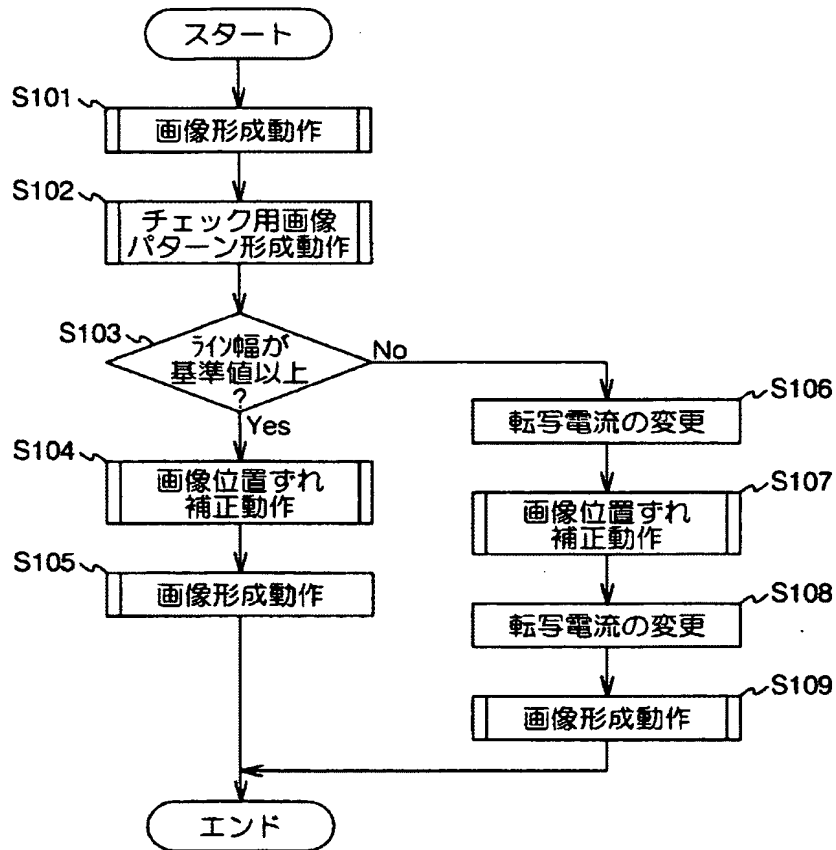 スタート
S101
画像形成動作
S102
チェック用画像
パターン形成動作
S103
ライン幅が
基準値以上
?
No
Yes
S104
画像位置ずれ
補正動作
S105
画像形成動作
S106
転写電流の変更
S107
画像位置ずれ
補正動作
S108
転写電流の変更
S109
画像形成動作
エンド